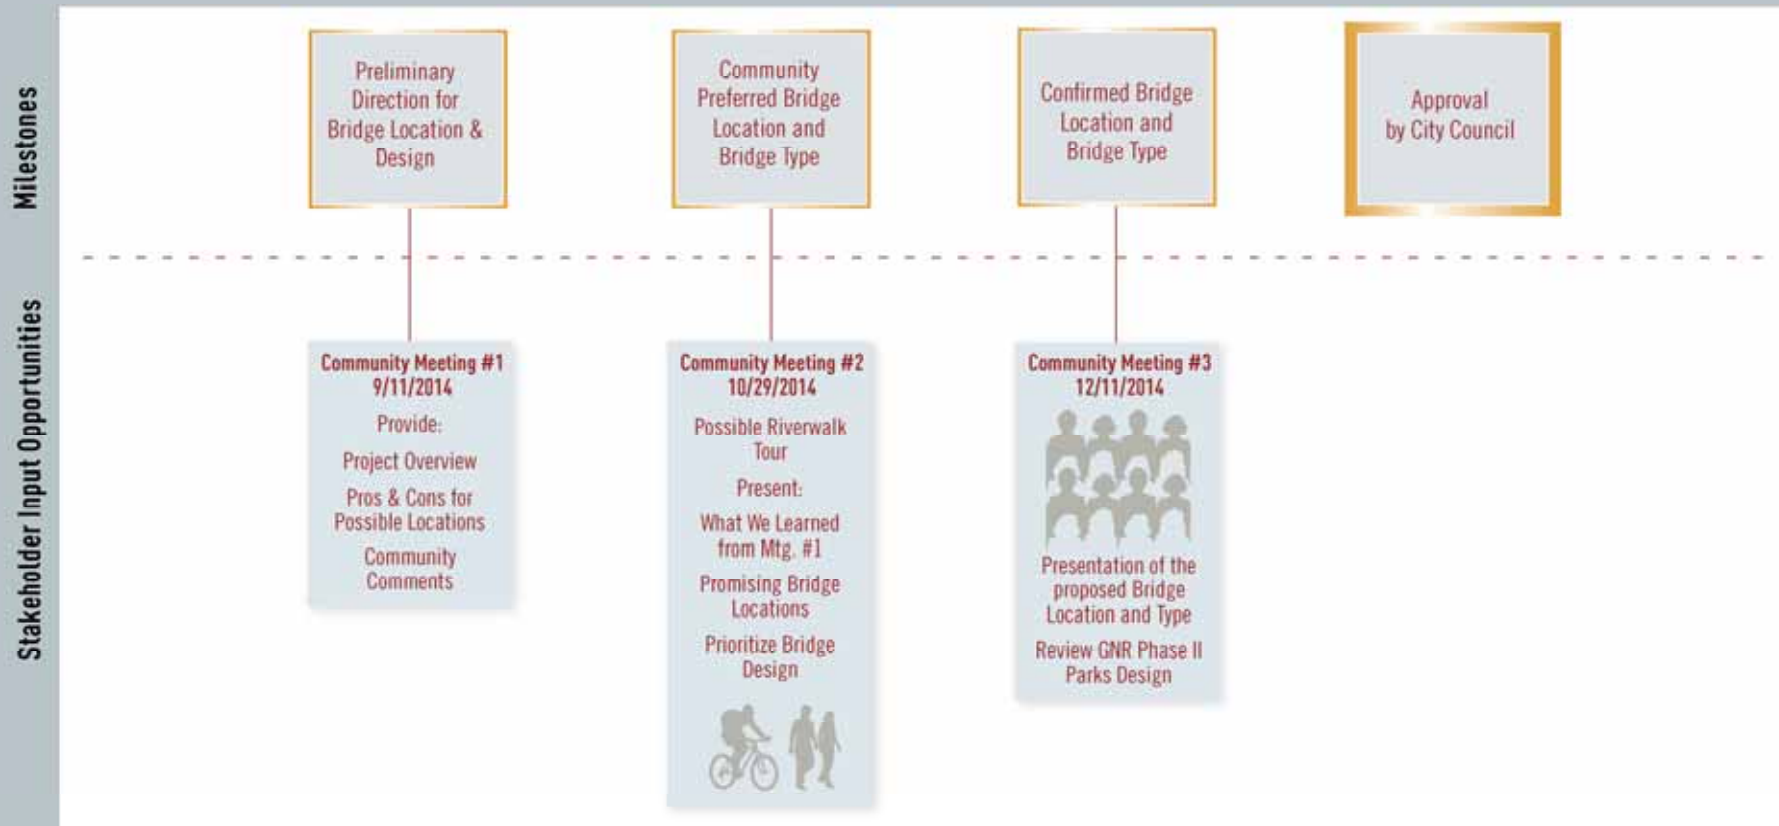 Milestones
Preliminary
Direction for
Bridge Location &
Design
Community
Preferred Bridge
Location and
Bridge Type
Confirmed Bridge
Location and
Bridge Type
Approval
by City Council
Stakeholder Input Opportunities
Community Meeting #1
9/11/2014
Provide:
Project Overview
Pros & Cons for
Possible Locations
Community
Comments
Community Meeting #2
10/29/2014
Possible Riverwalk
Tour
Present:
What We Learned
from Mtg. #1
Promising Bridge
Locations
Prioritize Bridge
Design
Community Meeting #3
12/11/2014
Presentation of the
proposed Bridge
Location and Type
Review GNR Phase II
Parks Design